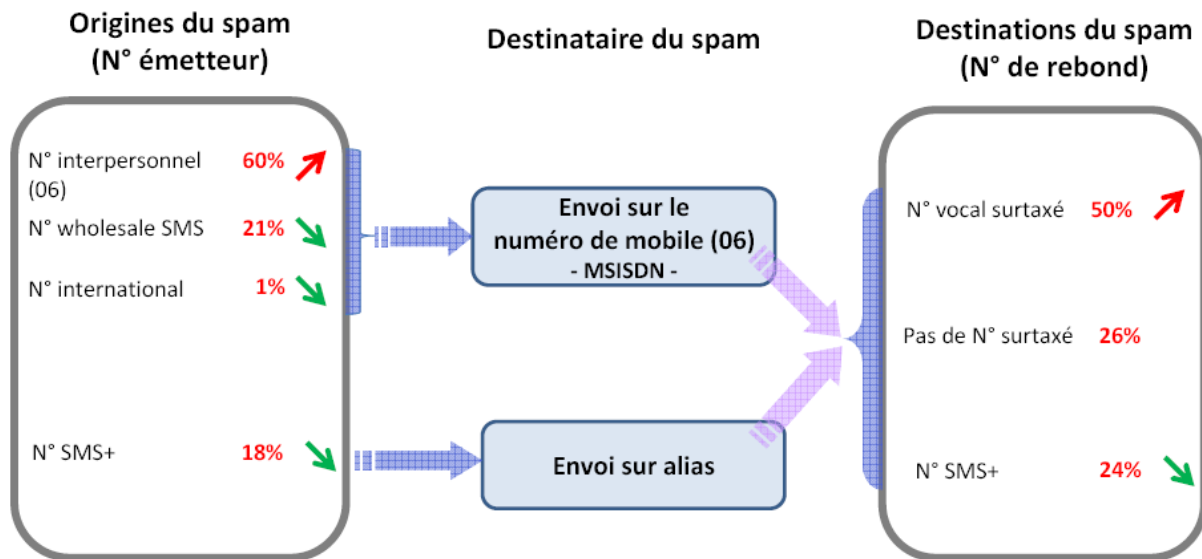 Origines du spam
(N° émetteur)
Destinataire du spam
Destinations du spam
(N° de rebond)
N° interpersonnel 60%
(06)
N° wholesale SMS 21%
N° international 1%
N° SMS+ 18%
Envoi sur le
numéro de mobile (06)
- MSISDN -
Envoi sur alias
N° vocal surtaxé 50%
Pas de N° surtaxé 26%
N° SMS+ 24%